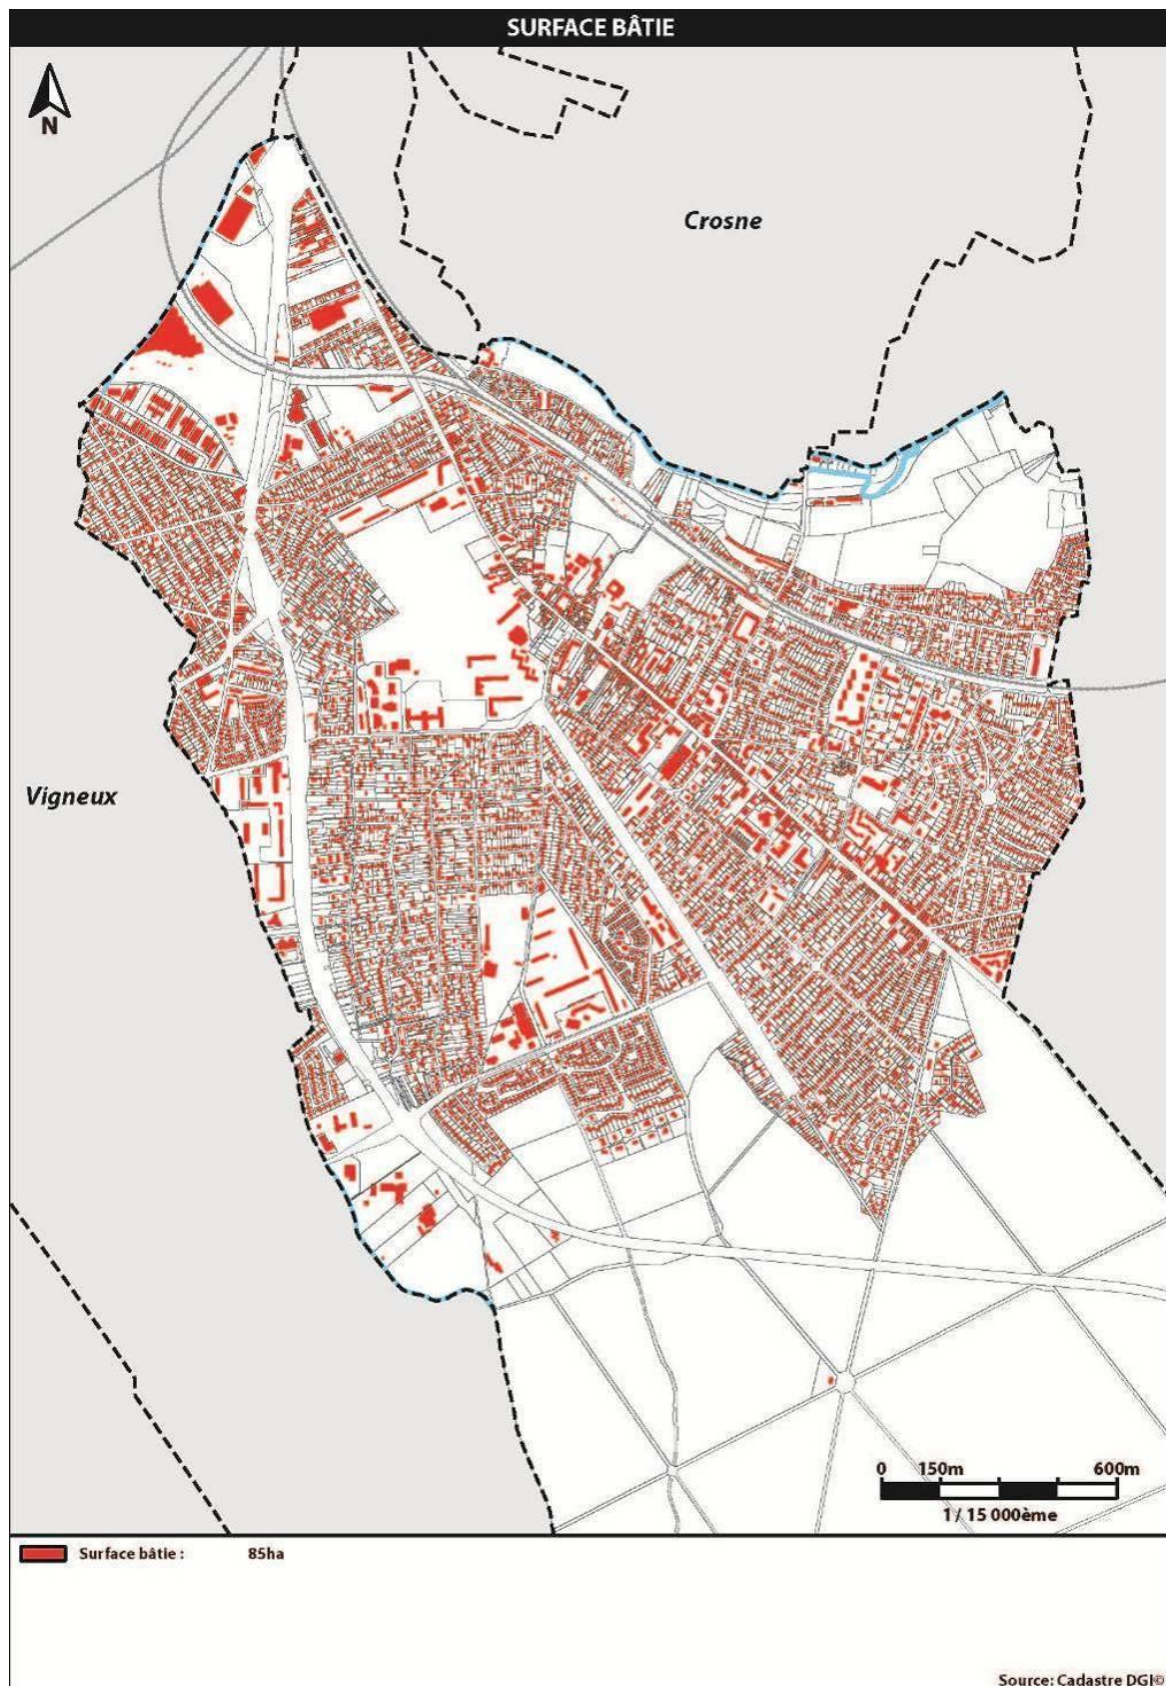 SURFACE BÂTIE
N
Crosne
Vigneux
0 150m 600m
1 / 15 000ème
Surface bâtie : 85ha
Source: Cadastre DGI©